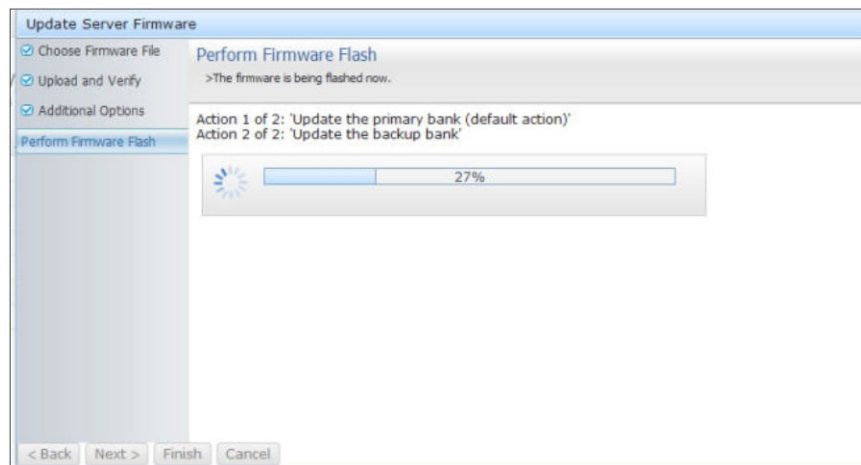 Update Server Firmware
Choose Firmware File
Upload and Verify
Additional Options
Perform Firmware Flash
Perform Firmware Flash
>The firmware is being flashed now.
Action 1 of 2: 'Update the primary bank (default action)'
Action 2 of 2: 'Update the backup bank'
27%
< Back
Next >
Finish
Cancel